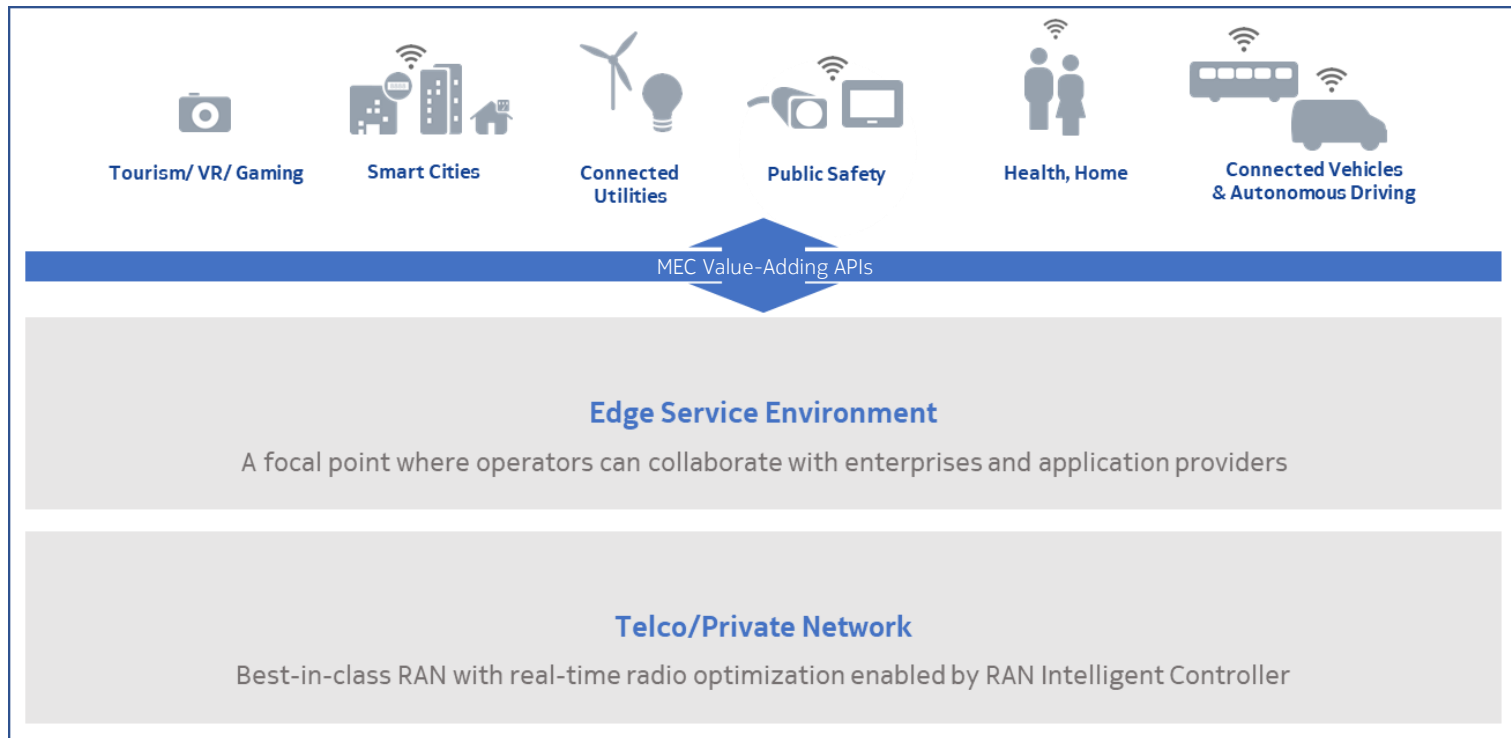 Tourism/ VR/ Gaming
Smart Cities
Connected
Utilities
Public Safety
Health, Home
Connected Vehicles
& Autonomous Driving
MEC Value-Adding APIs
Edge Service Environment
A focal point where operators can collaborate with enterprises and application providers
Telco/Private Network
Best-in-class RAN with real-time radio optimization enabled by RAN Intelligent Controller